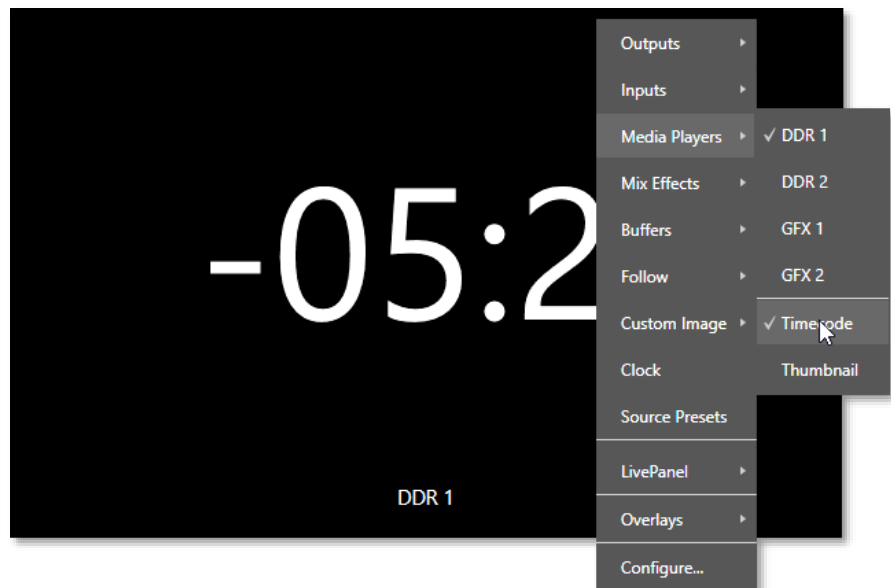 -05:2
DDR 1
Outputs
Inputs
Media Players
Mix Effects
Buffers
Follow
Custom Image
Clock
Source Presets
LivePanel
Overlays
Configure...
✓ DDR 1
DDR 2
GFX 1
GFX 2
✓ Timecode
Thumbnail